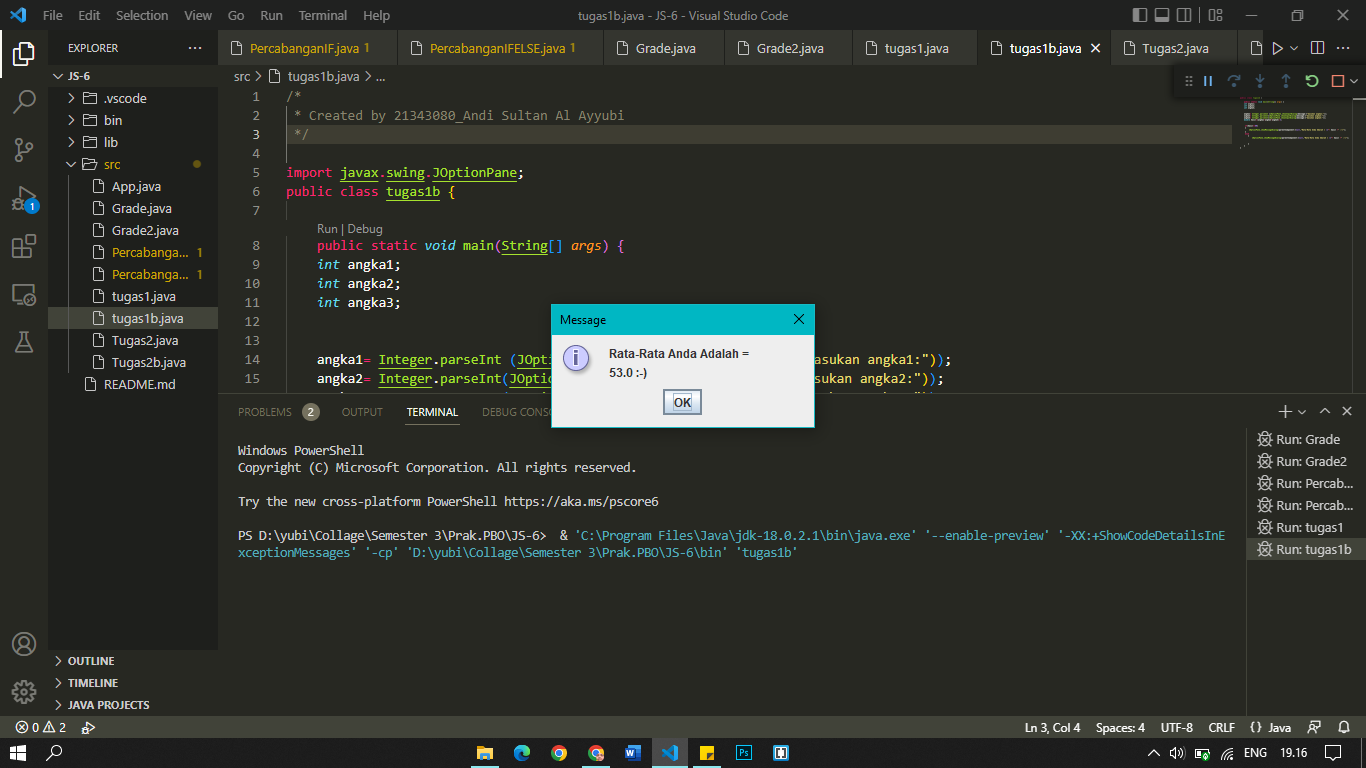 File Edit Selection View Go Run Terminal Help
tugas1b.java - JS-6 - Visual Studio Code
EXPLORER
JS-6
.vscode
bin
lib
src
App.java
Grade.java
Grade2.java
Percabanga... 1
Percabanga... 1
tugas1.java
tugas1b.java
Tugas2.java
Tugas2b.java
README.md
OUTLINE
TIMELINE
JAVA PROJECTS
1
PercabanganIF.java 1
PercabanganIFELSE.java 1
Grade.java
Grade2.java
tugas1.java
tugas1b.java
Tugas2.java
src > tugas1b.java > ...
1 /*
2 * Created by 21343080_Andi Sultan Al Ayyubi
3 */
4
5 import javax.swing.JOptionPane;
6 public class tugas1b {
7
Run | Debug
8 public static void main(String[] args) {
9 int angka1;
10 int angka2;
11 int angka3;
12
13
14 angka1= Integer.parseInt (JOpti asukan angka1:"));
15 angka2= Integer.parseInt(JOptio sukan angka2:"));
Message
Rata-Rata Anda Adalah =
53.0 :-)
OK
PROBLEMS 2 OUTPUT TERMINAL DEBUG CONS
Windows PowerShell
Copyright (C) Microsoft Corporation. All rights reserved.
Try the new cross-platform PowerShell https://aka.ms/pscore6
PS D:\yubi\Collage\Semester 3\Prak.PBO\JS-6> & 'C:\Program Files\Java\jdk-18.0.2.1\bin\java.exe' '--enable-preview' '-XX:+ShowCodeDetailsInE
xceptionMessages' '-cp' 'D:\yubi\Collage\Semester 3\Prak.PBO\JS-6\bin' 'tugas1b'
Run: Grade
Run: Grade2
Run: Percab...
Run: Percab...
Run: tugas1
Run: tugas1b
0 2
Ln 3, Col 4 Spaces: 4 UTF-8 CRLF {} Java
ENG 19.16